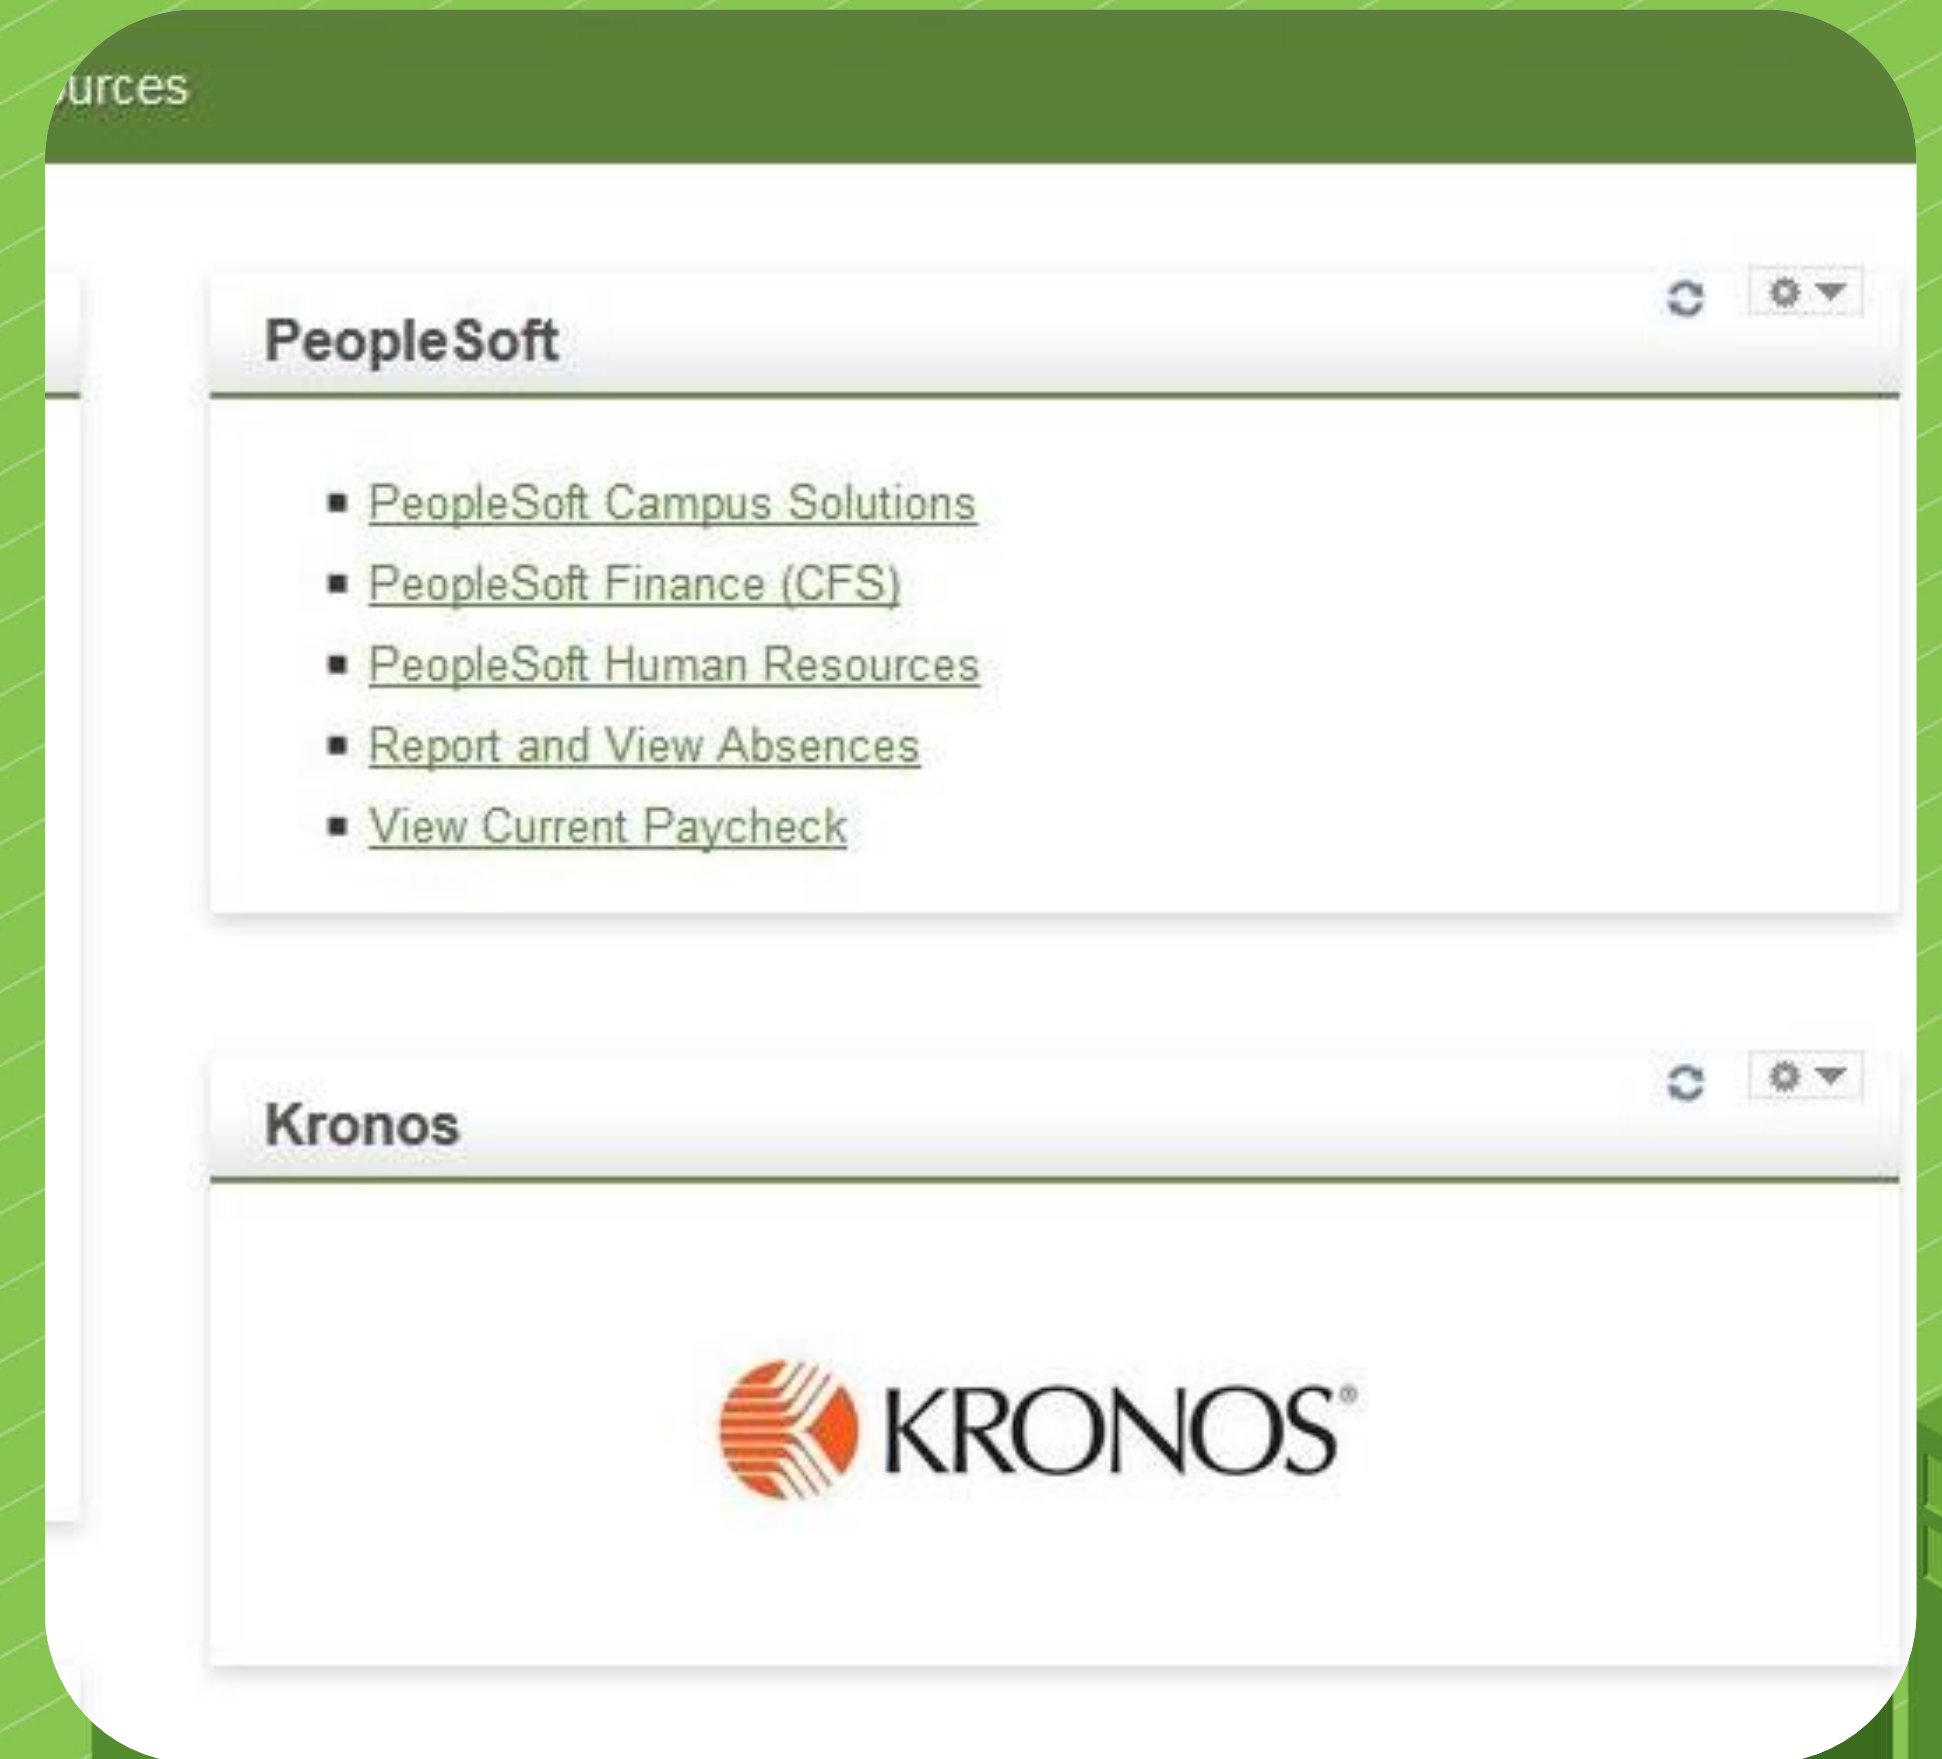 urces
PeopleSoft
PeopleSoft Campus Solutions
PeopleSoft Finance (CFS)
PeopleSoft Human Resources
Report and View Absences
View Current Paycheck
Kronos
KRONOS®